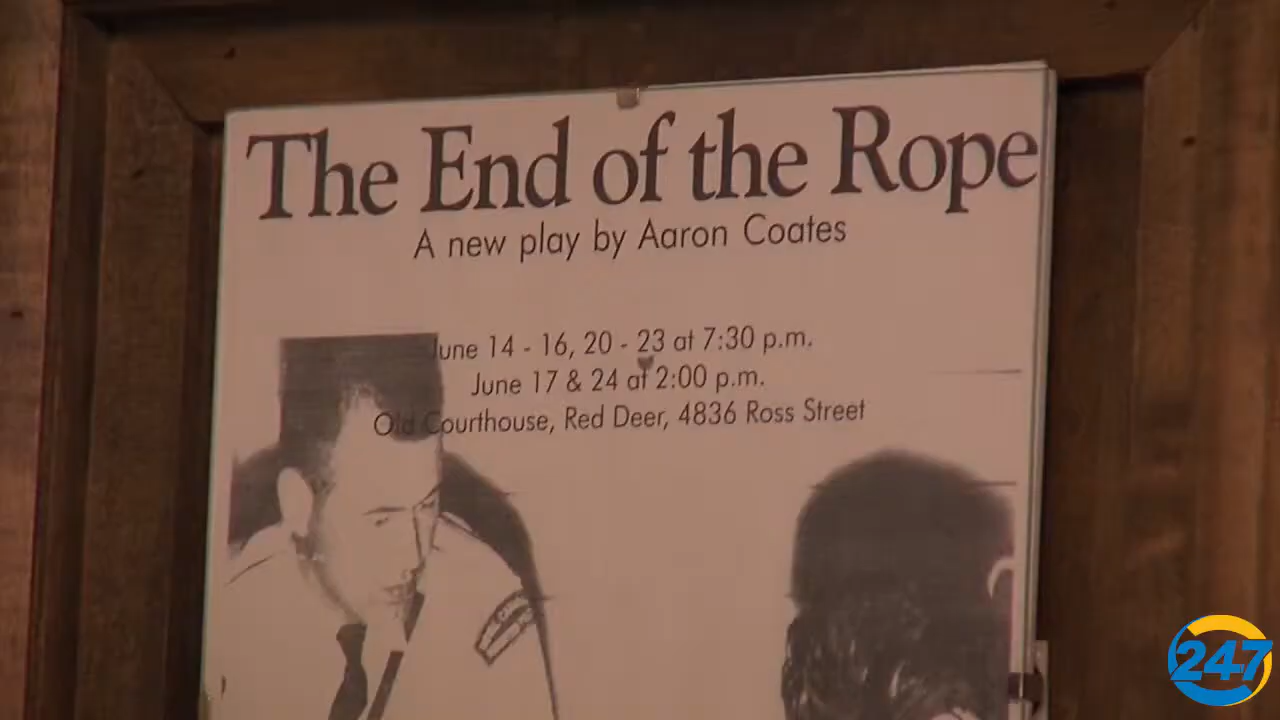 The End of the Rope
A new play by Aaron Coates
June 14 - 16, 20 - 23 at 7:30 p.m.
June 17 & 24 at 2:00 p.m.
Old Courthouse, Red Deer, 4836 Ross Street
247